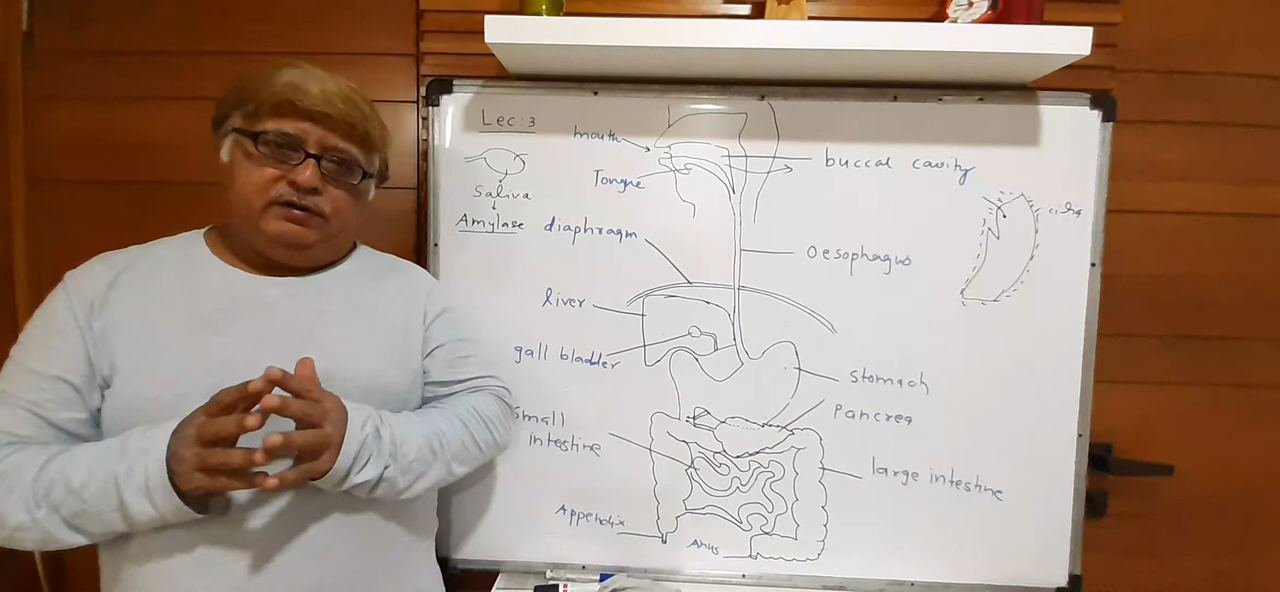 Lec: 3
Saliva
Amylase
mouth
Tongue
buccal cavity
diaphragm
Oesophagus
liver
gall bladder
stomach
Pancrea
Small
intestine
large intestine
Appendix
Anus